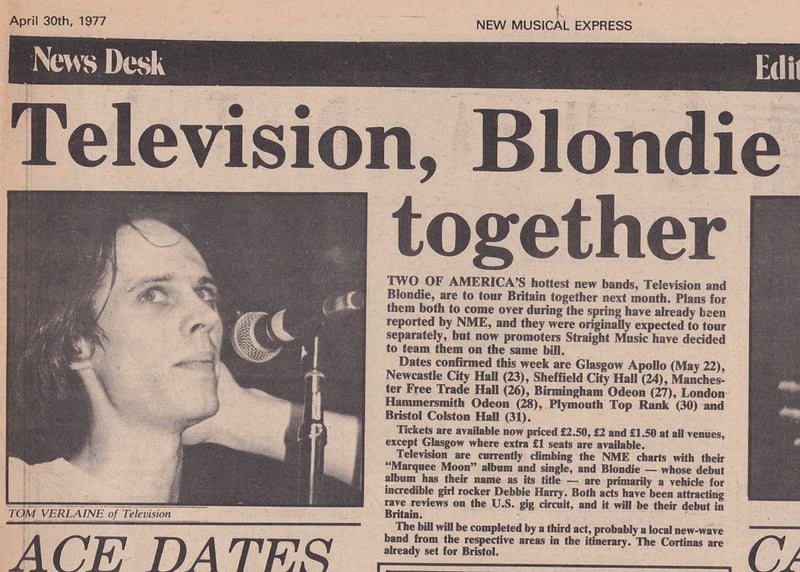 April 30th, 1977
NEW MUSICAL EXPRESS
News Desk
Edit
Television, Blondie
together
TWO OF AMERICA'S hottest new bands, Television and
Blondie, are to tour Britain together next month. Plans for
them both to come over during the spring have already been
reported by NME, and they were originally expected to tour
separately, but now promoters Straight Music have decided
to team them on the same bill.
Dates confirmed this week are Glasgow Apollo (May 22),
Newcastle City Hall (23), Sheffield City Hall (24), Manches-
ter Free Trade Hall (26), Birmingham Odeon (27), London
Hammersmith Odeon (28), Plymouth Top Rank (30) and
Bristol Colston Hall (31).
Tickets are available now priced £2.50, £2 and £1.50 at all venues,
except Glasgow where extra £1 seats are available.
Television are currently climbing the NME charts with their
"Marquee Moon" album and single, and Blondie — whose debut
album has their name as its title — are primarily a vehicle for
incredible girl rocker Debbie Harry. Both acts have been attracting
rave reviews on the U.S. gig circuit, and it will be their debut in
Britain.
The bill will be completed by a third act, probably a local new-wave
band from the respective areas in the itinerary. The Cortinas are
already set for Bristol.
TOM VERLAINE of Television
ACE DATES
CA